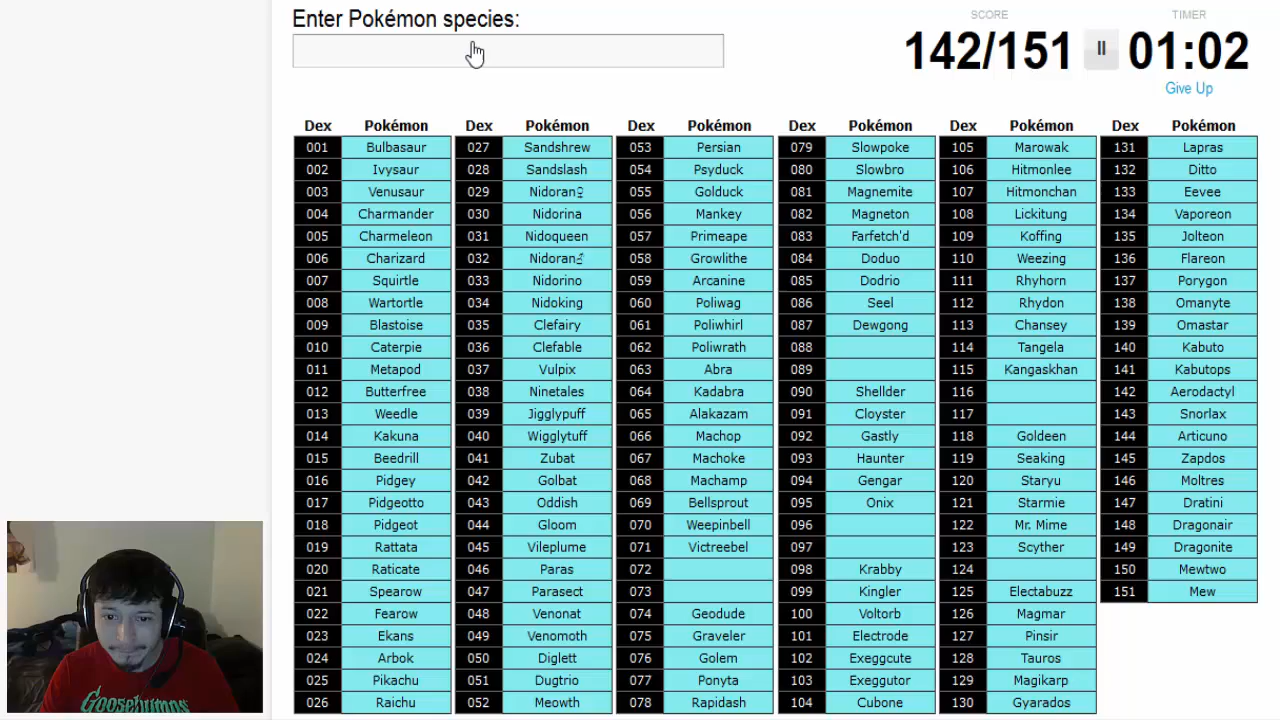 Enter Pokémon species:
SCORE TIMER
142/151 II 01:02
Give Up
Dex Pokémon Dex Pokémon Dex Pokémon Dex Pokémon Dex Pokémon Dex Pokémon
001 Bulbasaur 027 Sandshrew 053 Persian 079 Slowpoke 105 Marowak 131 Lapras
002 Ivysaur 028 Sandslash 054 Psyduck 080 Slowbro 106 Hitmonlee 132 Ditto
003 Venusaur 029 Nidoran♀ 055 Golduck 081 Magnemite 107 Hitmonchan 133 Eevee
004 Charmander 030 Nidorina 056 Mankey 082 Magneton 108 Lickitung 134 Vaporeon
005 Charmeleon 031 Nidoqueen 057 Primeape 083 Farfetch'd 109 Koffing 135 Jolteon
006 Charizard 032 Nidoran♂ 058 Growlithe 084 Doduo 110 Weezing 136 Flareon
007 Squirtle 033 Nidorino 059 Arcanine 085 Dodrio 111 Rhyhorn 137 Porygon
008 Wartortle 034 Nidoking 060 Poliwag 086 Seel 112 Rhydon 138 Omanyte
009 Blastoise 035 Clefairy 061 Poliwhirl 087 Dewgong 113 Chansey 139 Omastar
010 Caterpie 036 Clefable 062 Poliwrath 088 114 Tangela 140 Kabuto
011 Metapod 037 Vulpix 063 Abra 089 115 Kangaskhan 141 Kabutops
012 Butterfree 038 Ninetales 064 Kadabra 090 Shellder 116 142 Aerodactyl
013 Weedle 039 Jigglypuff 065 Alakazam 091 Cloyster 117 143 Snorlax
014 Kakuna 040 Wigglytuff 066 Machop 092 Gastly 118 Goldeen 144 Articuno
015 Beedrill 041 Zubat 067 Machoke 093 Haunter 119 Seaking 145 Zapdos
016 Pidgey 042 Golbat 068 Machamp 094 Gengar 120 Staryu 146 Moltres
017 Pidgeotto 043 Oddish 069 Bellsprout 095 Onix 121 Starmie 147 Dratini
018 Pidgeot 044 Gloom 070 Weepinbell 096 122 Mr. Mime 148 Dragonair
019 Rattata 045 Vileplume 071 Victreebel 097 123 Scyther 149 Dragonite
020 Raticate 046 Paras 072 098 Krabby 124 150 Mewtwo
021 Spearow 047 Parasect 073 099 Kingler 125 Electabuzz 151 Mew
022 Fearow 048 Venonat 074 Geodude 100 Voltorb 126 Magmar
023 Ekans 049 Venomoth 075 Graveler 101 Electrode 127 Pinsir
024 Arbok 050 Diglett 076 Golem 102 Exeggcute 128 Tauros
025 Pikachu 051 Dugtrio 077 Ponyta 103 Exeggutor 129 Magikarp
026 Raichu 052 Meowth 078 Rapidash 104 Cubone 130 Gyarados
Goosebumps